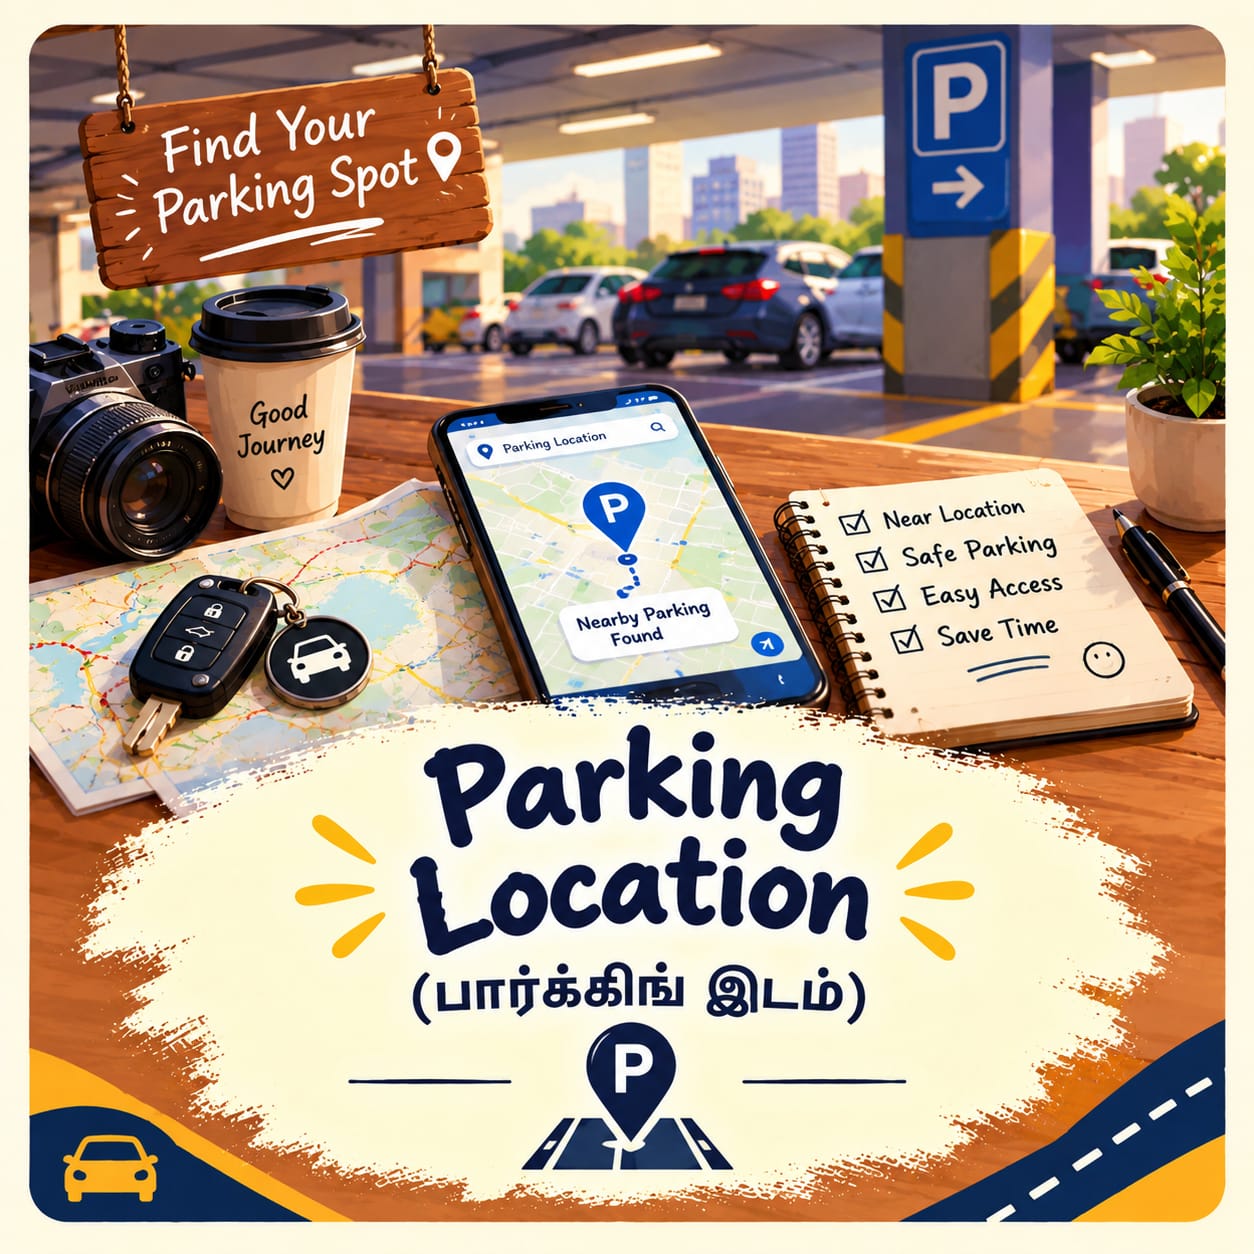 Find Your
Parking Spot
P
Good
Journey
Parking Location
P
Nearby Parking
Found
Near Location
Safe Parking
Easy Access
Save Time
Parking
Location
(பார்க்கிங் இடம்)
P